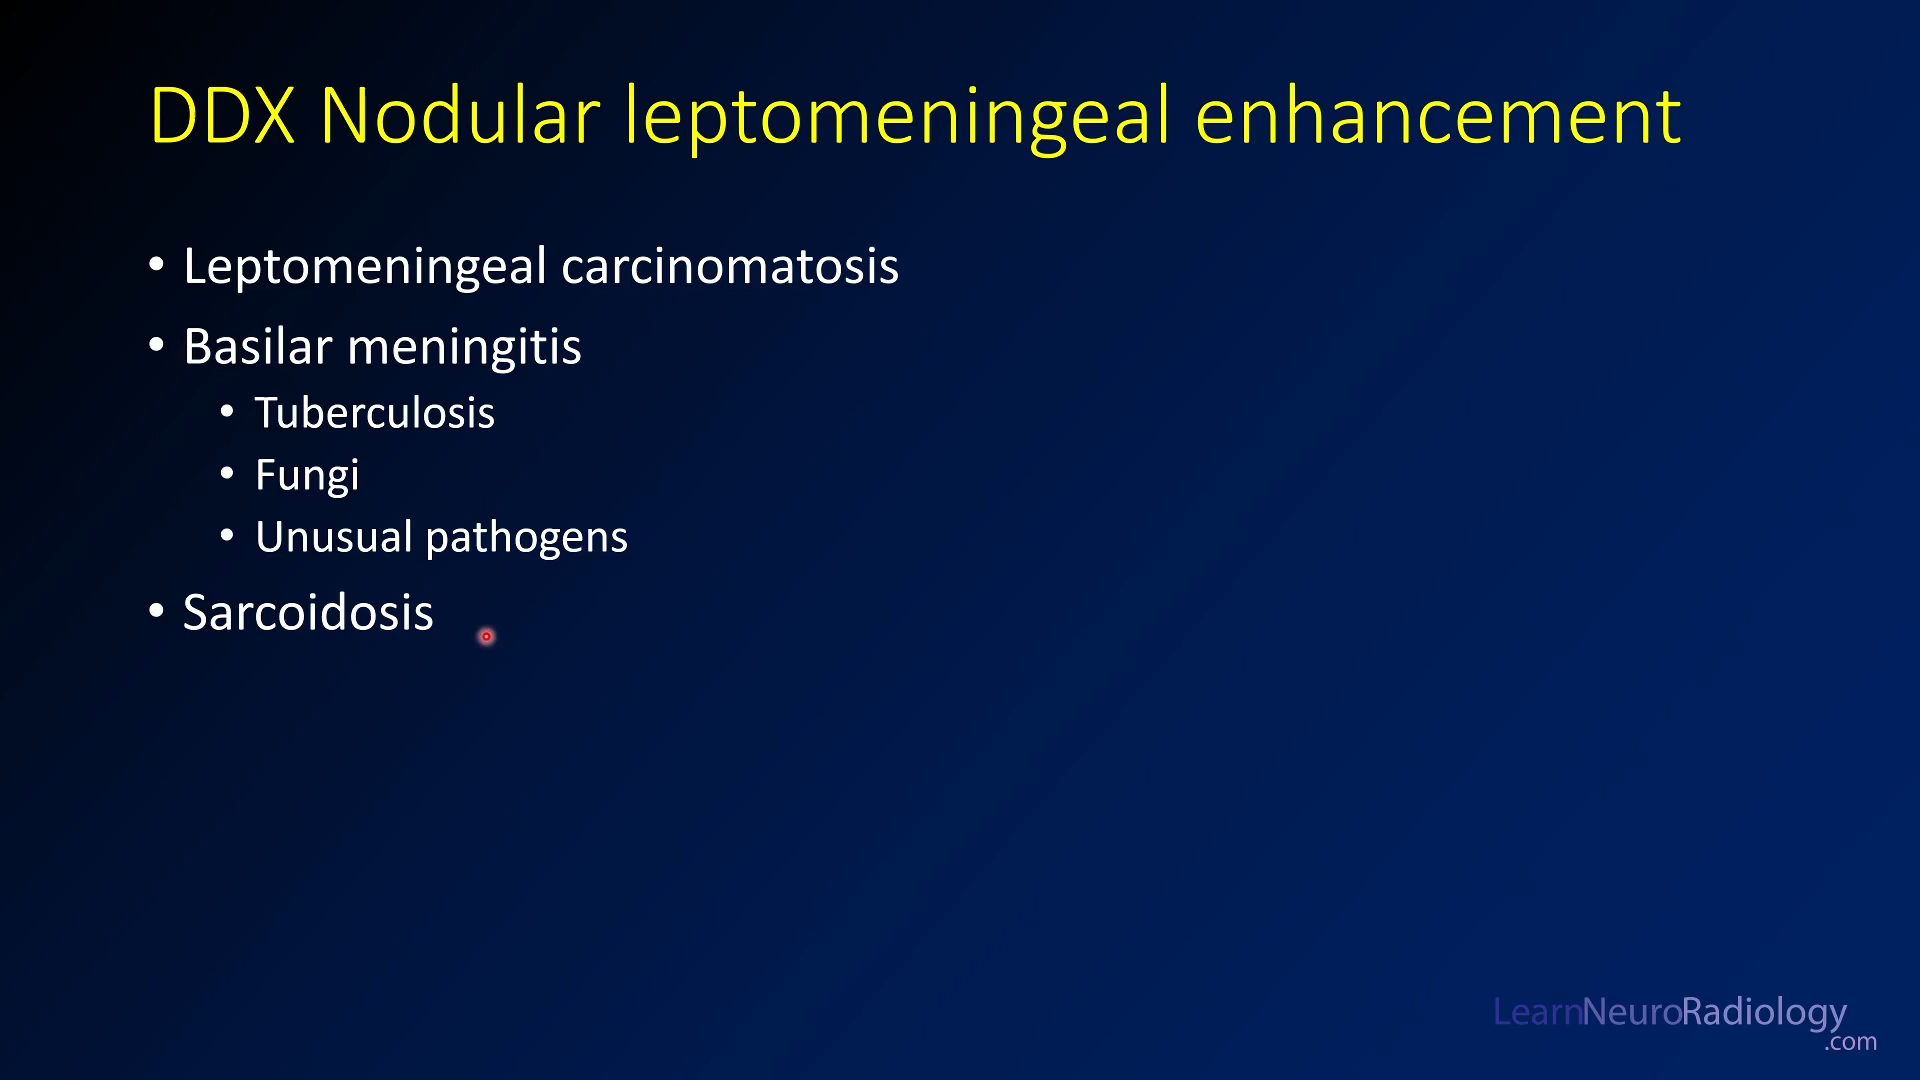 DDX Nodular leptomeningeal enhancement
• Leptomeningeal carcinomatosis
• Basilar meningitis
• Tuberculosis
• Fungi
• Unusual pathogens
• Sarcoidosis
LearnNeuroRadiology
.com